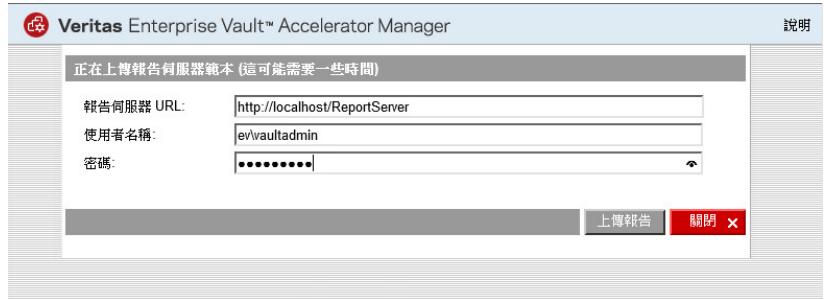 Veritas Enterprise Vault™ Accelerator Manager 說明
正在上傳報告伺服器範本 (這可能需要一些時間)
報告伺服器 URL: http://localhost/ReportServer
使用者名稱: ev\vaultadmin
密碼: •••••••••
上傳報告 關閉